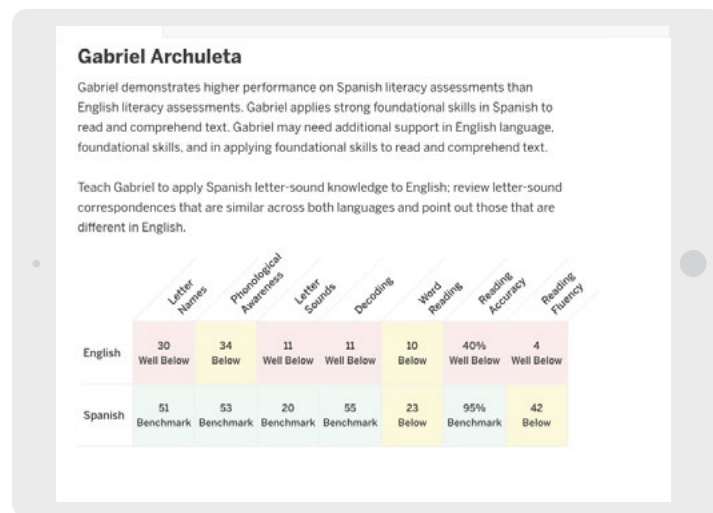 Gabriel Archuleta
Gabriel demonstrates higher performance on Spanish literacy assessments than
English literacy assessments. Gabriel applies strong foundational skills in Spanish to
read and comprehend text. Gabriel may need additional support in English language,
foundational skills, and in applying foundational skills to read and comprehend text.
Teach Gabriel to apply Spanish letter-sound knowledge to English; review letter-sound
correspondences that are similar across both languages and point out those that are
different in English.
Letter
Names
Phonological
Awareness
Letter
Sounds
Decoding
Word
Reading
Reading
Accuracy
Reading
Fluency
English
30 34 11 11 10 40% 4
Well Below Below Well Below Well Below Below Well Below Well Below
Spanish
51 53 20 55 23 95% 42
Benchmark Benchmark Benchmark Benchmark Below Benchmark Below